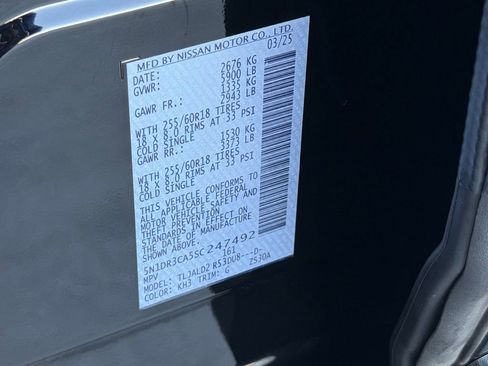 MFD BY NISSAN MOTOR CO., LTD.
DATE: 03/25
GVWR: 2676 KG
5900 LB
GAWR FR.: 1335 KG
2943 LB
WITH 255/60R18 TIRES
18 X 8.0 RIMS AT 33 PSI
COLD SINGLE
GAWR RR.: 1530 KG
3373 LB
WITH 255/60R18 TIRES
18 X 8.0 RIMS AT 33 PSI
COLD SINGLE
THIS VEHICLE CONFORMS TO
ALL APPLICABLE FEDERAL
MOTOR VEHICLE SAFETY AND
THEFT PREVENTION
STANDARDS IN EFFECT ON
THE DATE OF MANUFACTURE
5N1DR3CA5SC247492
MPV 161
MODEL: TLJALD2 R53DU8---D-
COLOR: KH3 TRIM: G 7530A